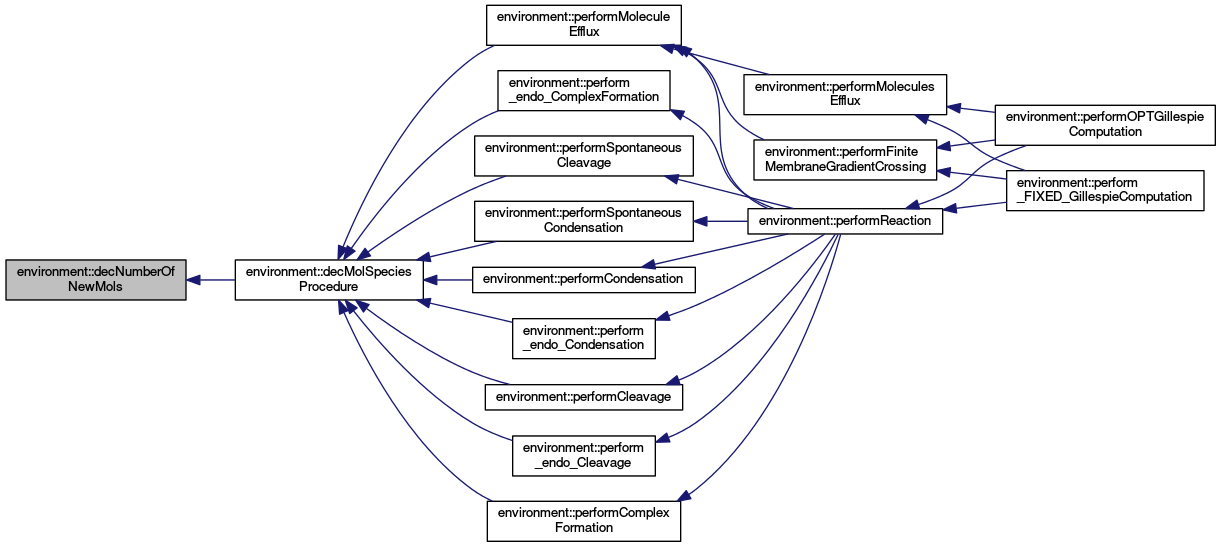 environment::performMolecule
Efflux
environment::perform
_endo_ComplexFormation
environment::performSpontaneous
Cleavage
environment::performSpontaneous
Condensation
environment::performCondensation
environment::perform
_endo_Condensation
environment::performCleavage
environment::perform
_endo_Cleavage
environment::performComplex
Formation
environment::decNumberOf
NewMols
environment::decMolSpecies
Procedure
environment::performMolecules
Efflux
environment::performFinite
MembraneGradientCrossing
environment::performReaction
environment::performOPTGillespie
Computation
environment::perform
_FIXED_GillespieComputation